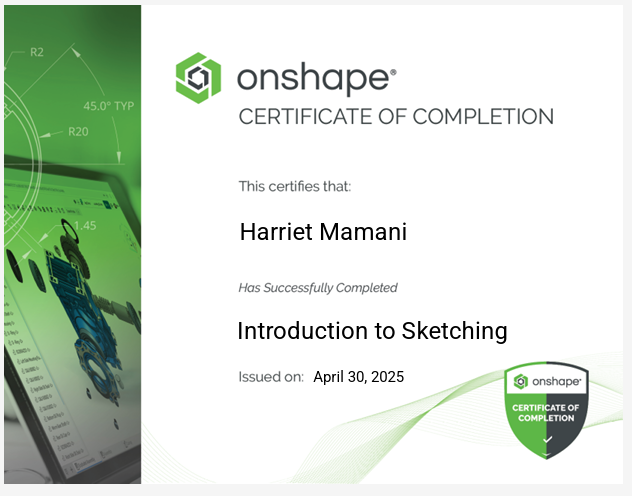 R2
45.0° TYP
R20
1.45
onshape®
CERTIFICATE OF COMPLETION
This certifies that:
Harriet Mamani
Has Successfully Completed
Introduction to Sketching
Issued on: April 30, 2025
onshape®
CERTIFICATE OF
COMPLETION